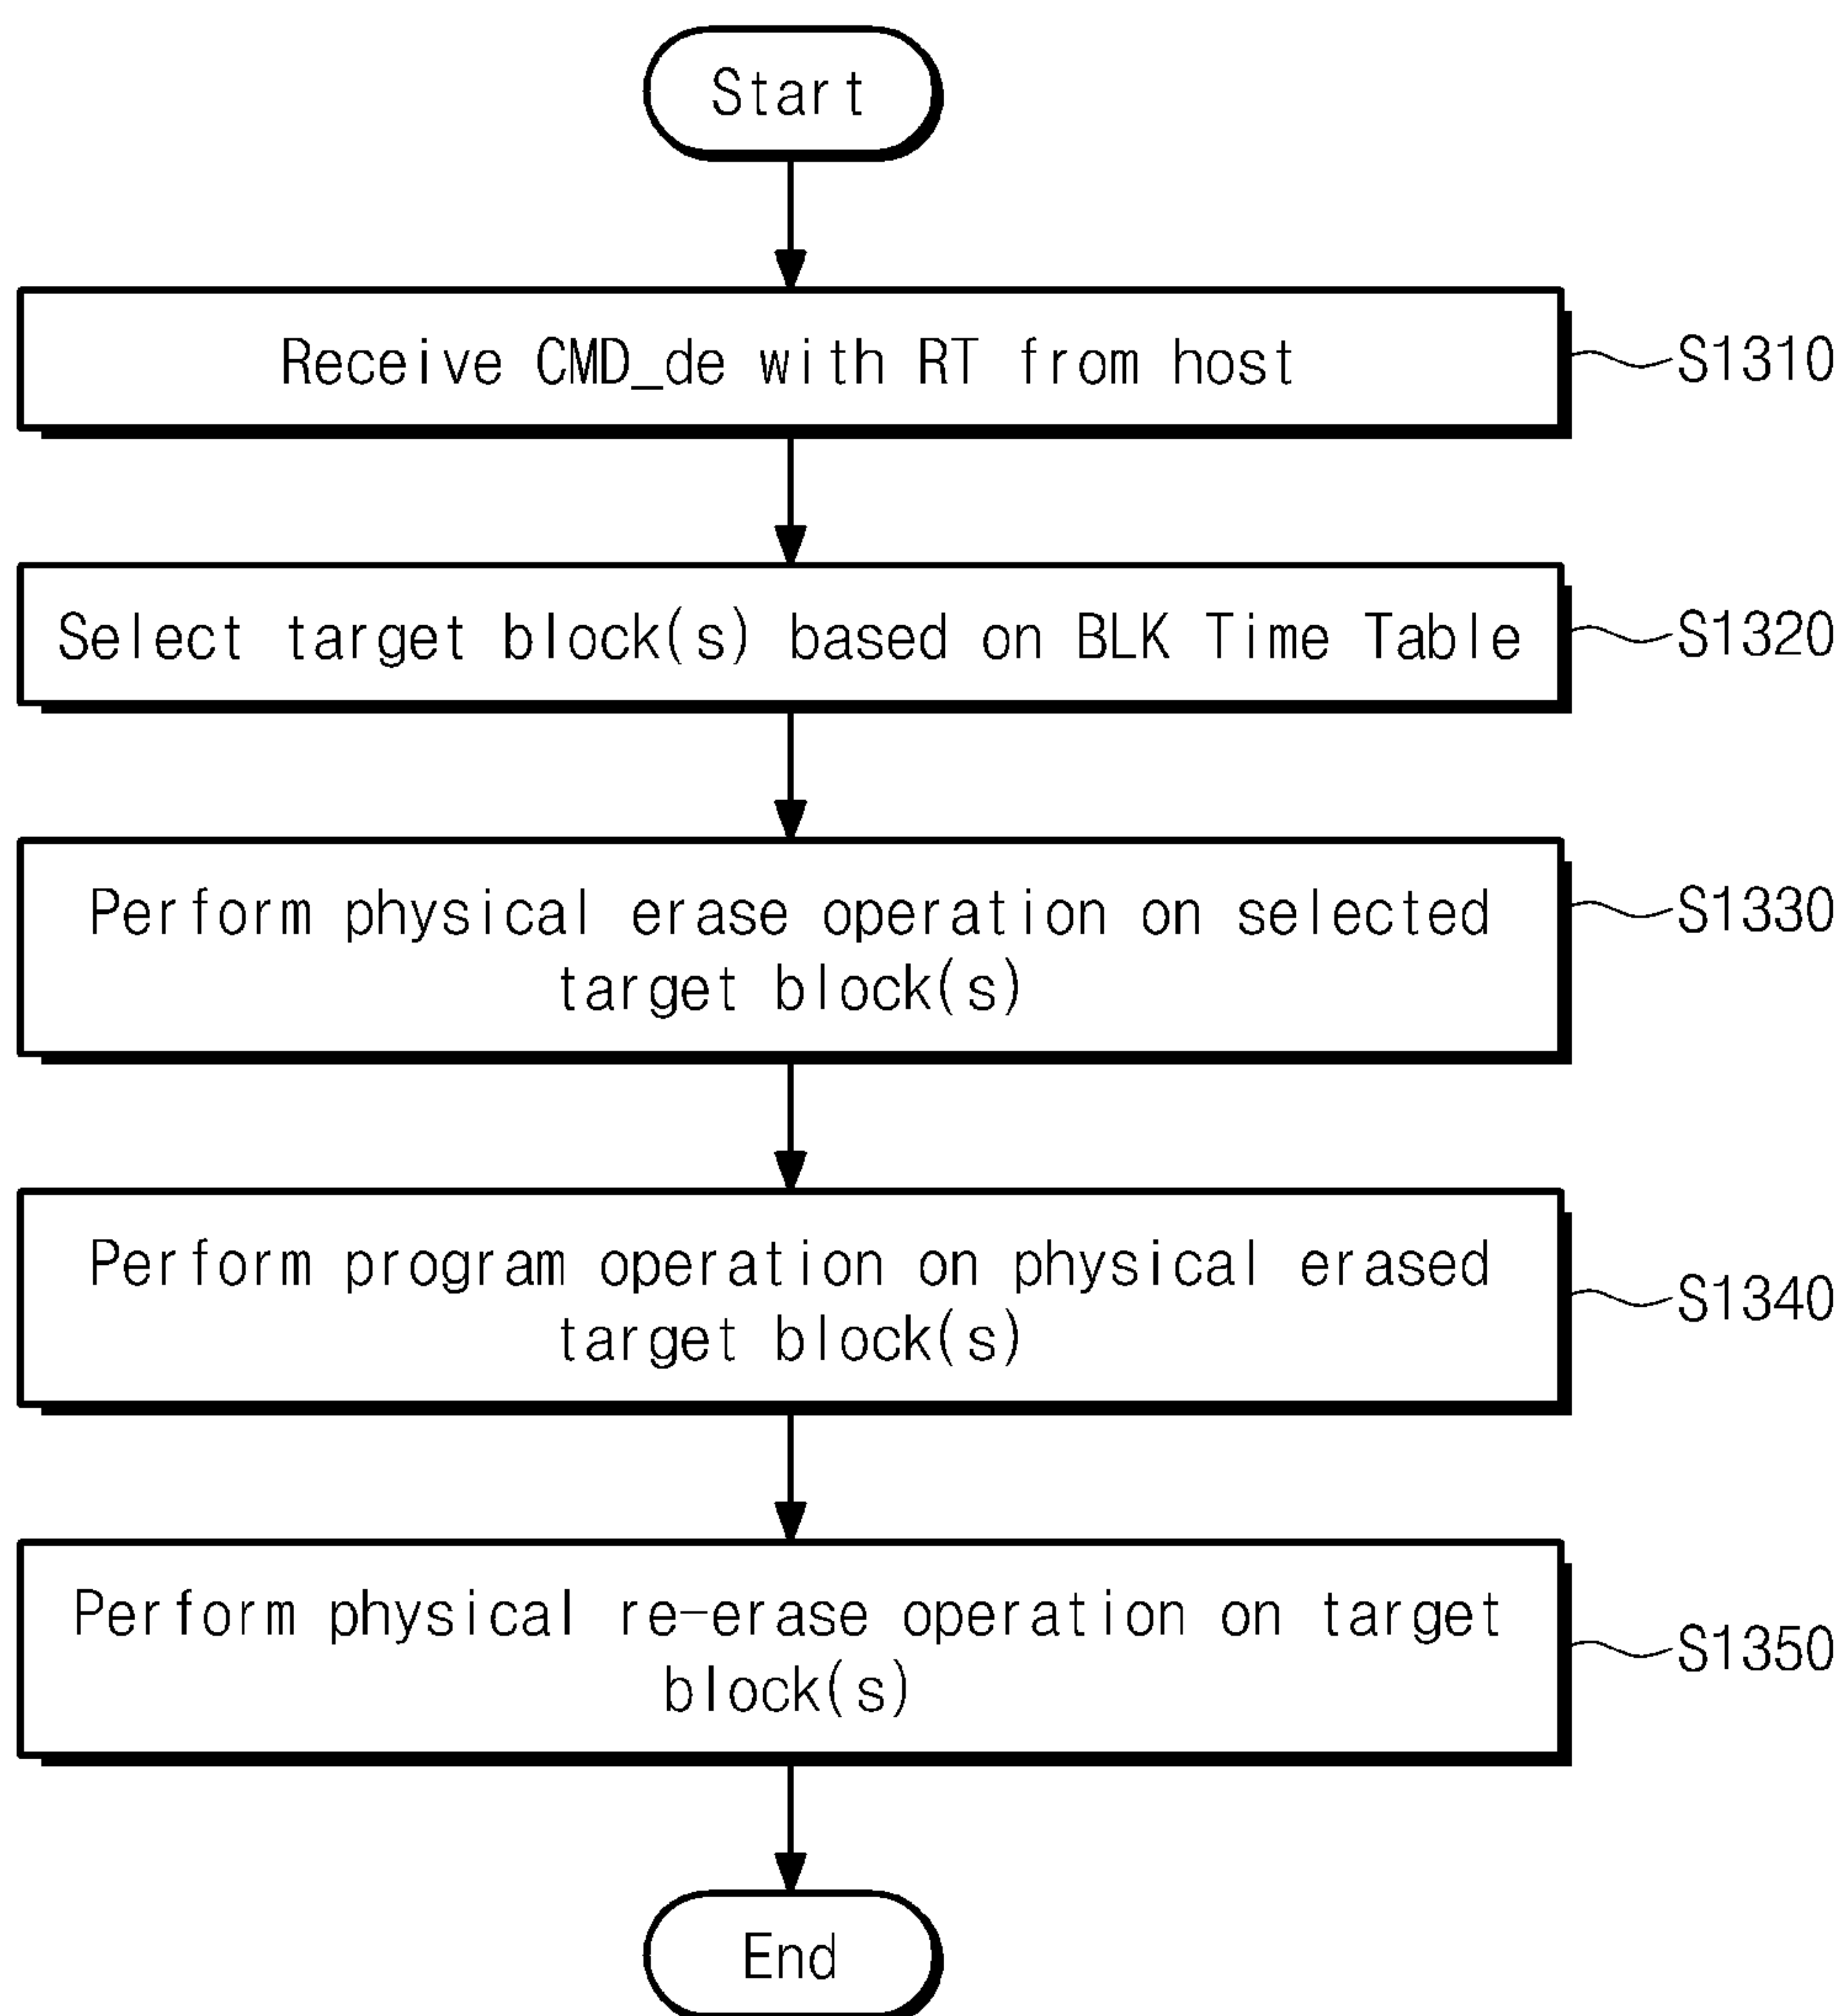 Start
Receive CMD_de with RT from host
S1310
Select target block(s) based on BLK Time Table
S1320
Perform physical erase operation on selected
target block(s)
S1330
Perform program operation on physical erased
target block(s)
S1340
Perform physical re-erase operation on target
block(s)
S1350
End